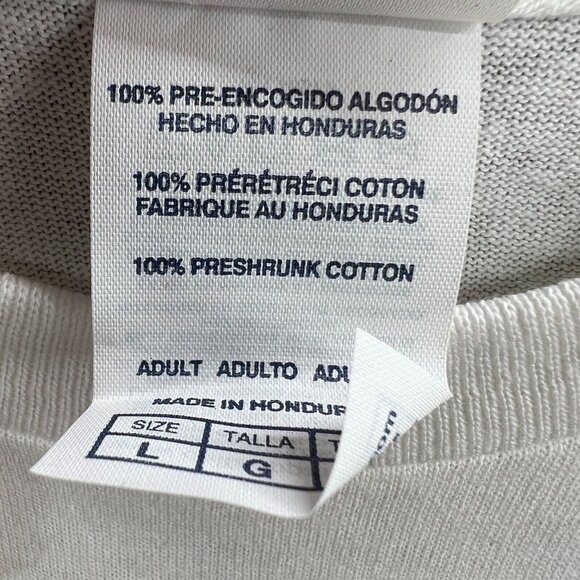 100% PRE-ENCOGIDO ALGODÓN
HECHO EN HONDURAS
100% PRÉRÉTRÉCI COTON
FABRIQUE AU HONDURAS
100% PRESHRUNK COTTON
ADULT ADULTO
MADE IN
SIZE TALLA
L G